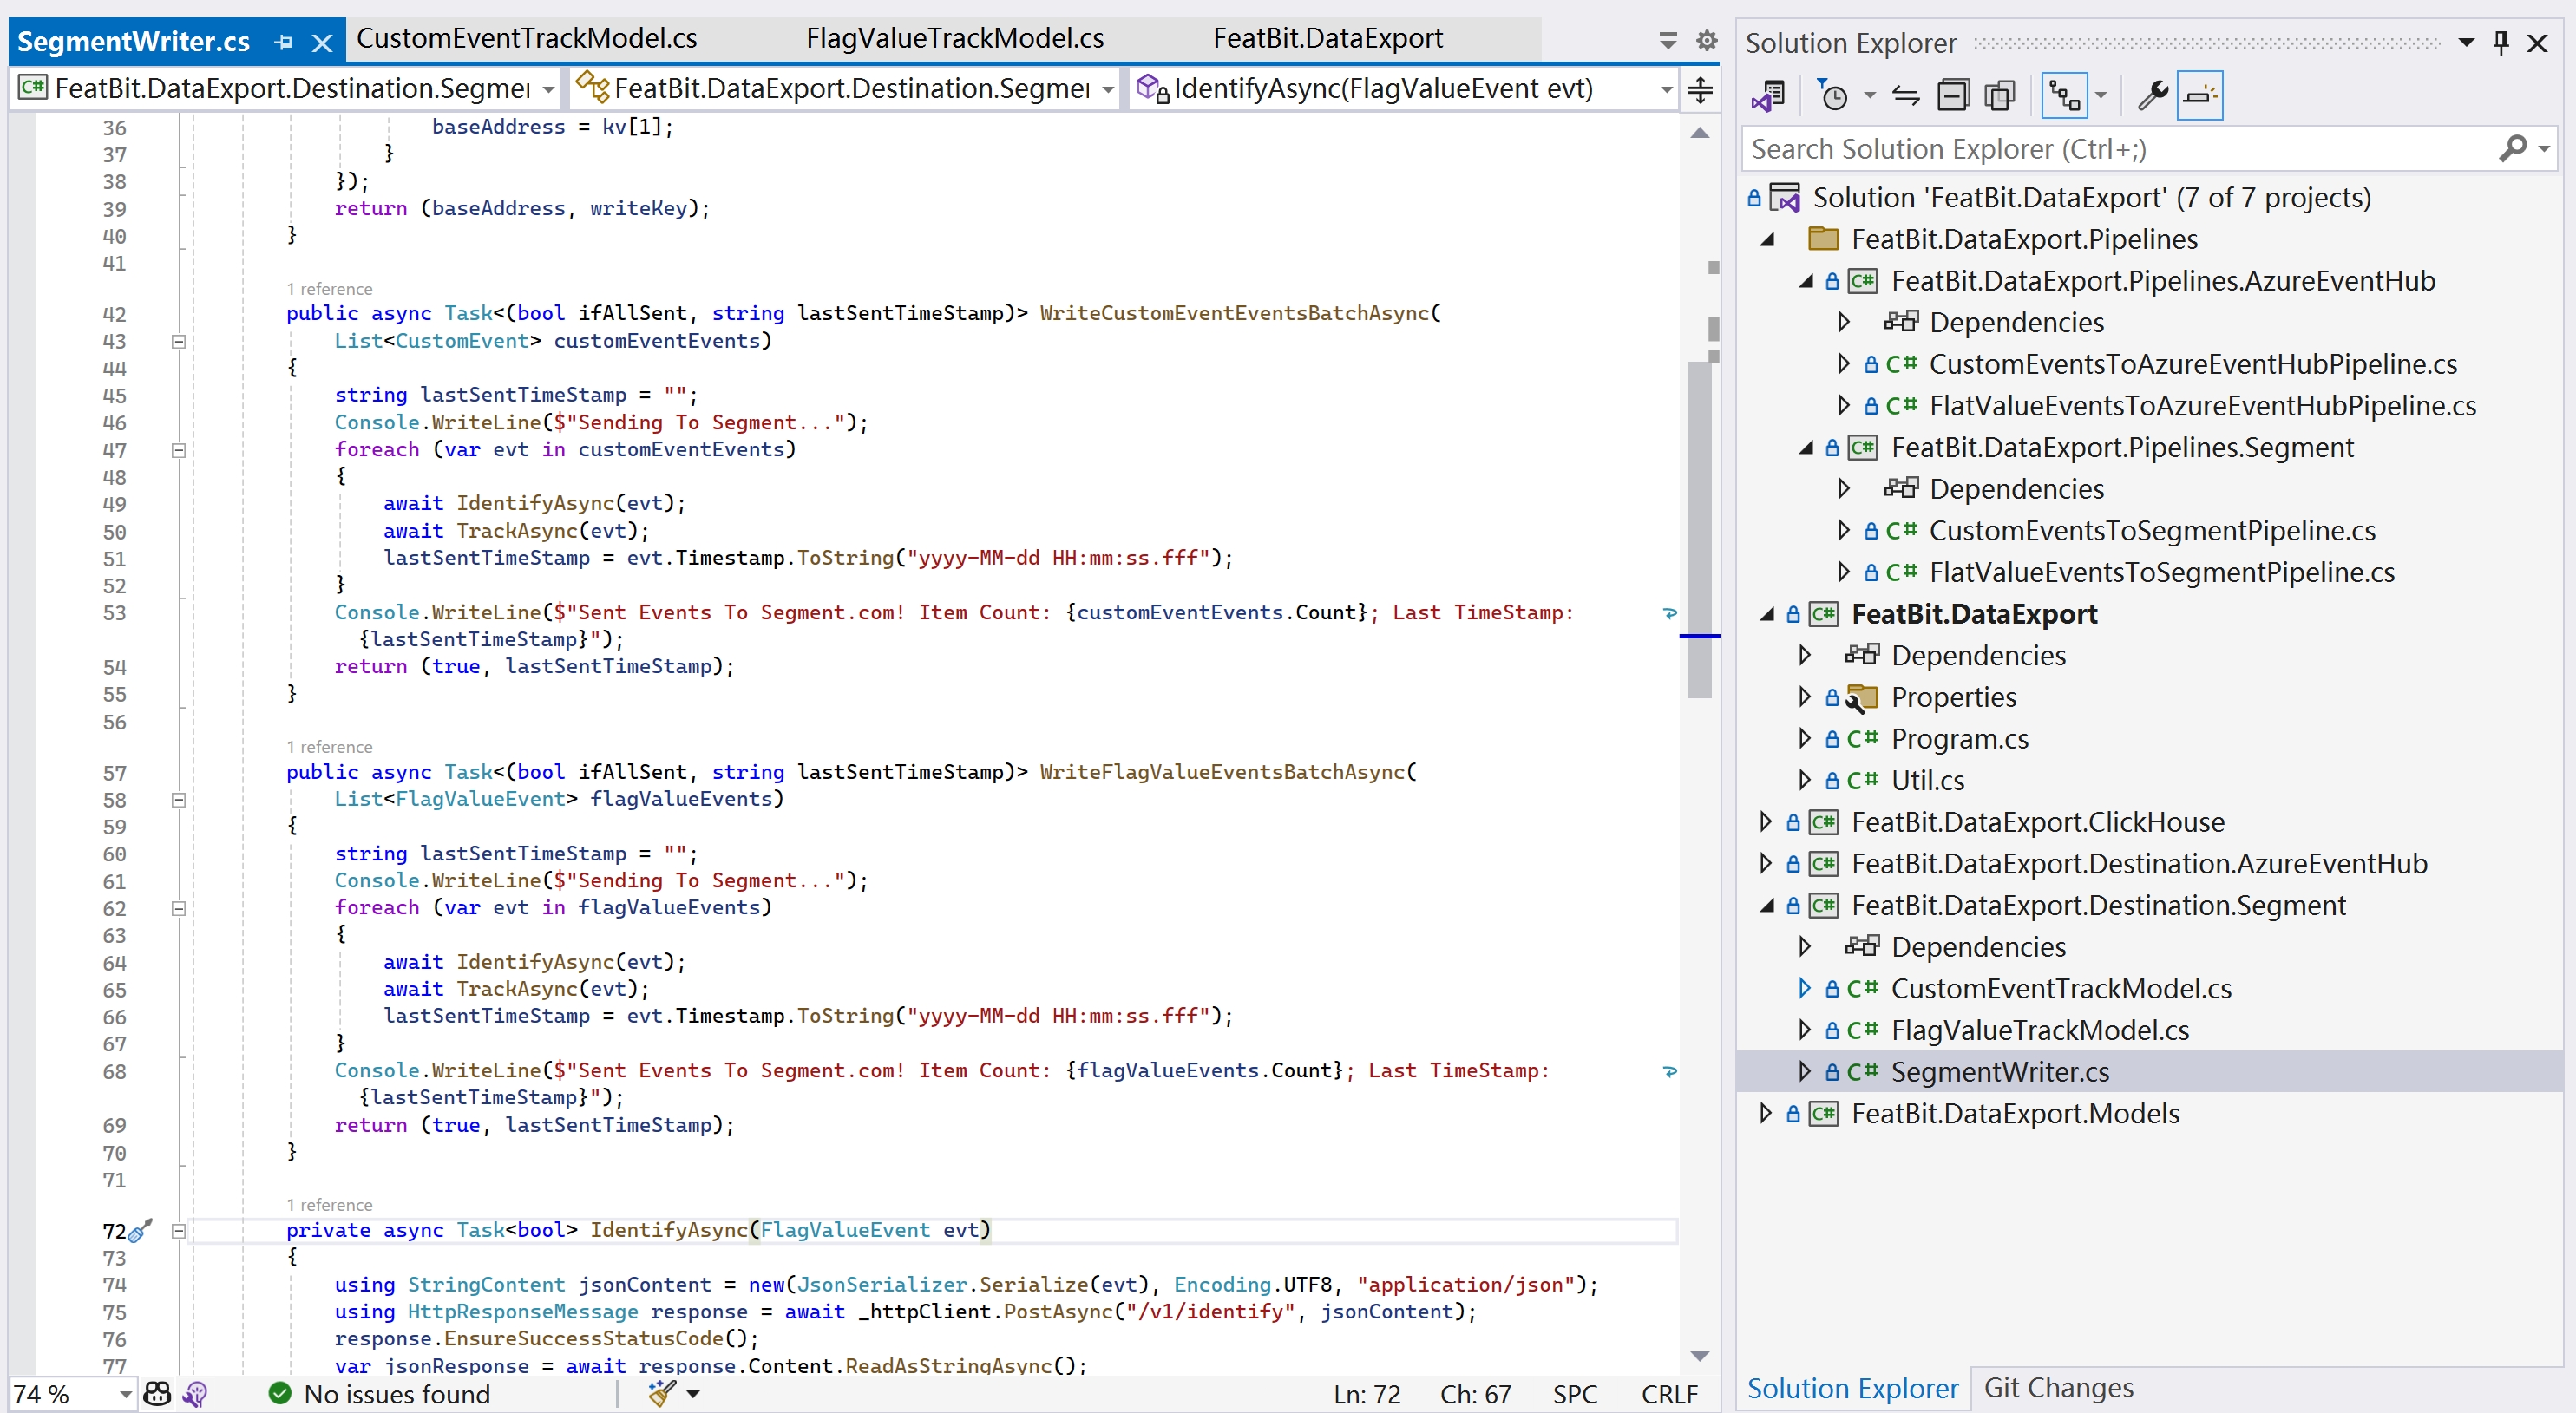 SegmentWriter.cs
CustomEventTrackModel.cs
FlagValueTrackModel.cs
FeatBit.DataExport
FeatBit.DataExport.Destination.Segmer
FeatBit.DataExport.Destination.Segmer
IdentifyAsync(FlagValueEvent evt)
36 baseAddress = kv[1];
37 }
38 });
39 return (baseAddress, writeKey);
40 }
41
1 reference
42 public async Task<(bool ifAllSent, string lastSentTimeStamp)> WriteCustomEventEventsBatchAsync(
43 List<CustomEvent> customEventEvents)
44 {
45 string lastSentTimeStamp = "";
46 Console.WriteLine($"Sending To Segment...");
47 foreach (var evt in customEventEvents)
48 {
49 await IdentifyAsync(evt);
50 await TrackAsync(evt);
51 lastSentTimeStamp = evt.Timestamp.ToString("yyyy-MM-dd HH:mm:ss.fff");
52 }
53 Console.WriteLine($"Sent Events To Segment.com! Item Count: {customEventEvents.Count}; Last TimeStamp:
{lastSentTimeStamp}");
54 return (true, lastSentTimeStamp);
55 }
56
1 reference
57 public async Task<(bool ifAllSent, string lastSentTimeStamp)> WriteFlagValueEventsBatchAsync(
58 List<FlagValueEvent> flagValueEvents)
59 {
60 string lastSentTimeStamp = "";
61 Console.WriteLine($"Sending To Segment...");
62 foreach (var evt in flagValueEvents)
63 {
64 await IdentifyAsync(evt);
65 await TrackAsync(evt);
66 lastSentTimeStamp = evt.Timestamp.ToString("yyyy-MM-dd HH:mm:ss.fff");
67 }
68 Console.WriteLine($"Sent Events To Segment.com! Item Count: {flagValueEvents.Count}; Last TimeStamp:
{lastSentTimeStamp}");
69 return (true, lastSentTimeStamp);
70 }
71
1 reference
72 private async Task<bool> IdentifyAsync(FlagValueEvent evt)
73 {
74 using StringContent jsonContent = new(JsonSerializer.Serialize(evt), Encoding.UTF8, "application/json");
75 using HttpResponseMessage response = await _httpClient.PostAsync("/v1/identify", jsonContent);
76 response.EnsureSuccessStatusCode();
77 var jsonResponse = await response.Content.ReadAsStringAsync();
74 %
No issues found
Ln: 72
Ch: 67
SPC
CRLF
Solution Explorer
Search Solution Explorer (Ctrl+;)
Solution 'FeatBit.DataExport' (7 of 7 projects)
FeatBit.DataExport.Pipelines
C# FeatBit.DataExport.Pipelines.AzureEventHub
Dependencies
C# CustomEventsToAzureEventHubPipeline.cs
C# FlatValueEventsToAzureEventHubPipeline.cs
C# FeatBit.DataExport.Pipelines.Segment
Dependencies
C# CustomEventsToSegmentPipeline.cs
C# FlatValueEventsToSegmentPipeline.cs
C# FeatBit.DataExport
Dependencies
Properties
C# Program.cs
C# Util.cs
C# FeatBit.DataExport.ClickHouse
C# FeatBit.DataExport.Destination.AzureEventHub
C# FeatBit.DataExport.Destination.Segment
Dependencies
C# CustomEventTrackModel.cs
C# FlagValueTrackModel.cs
C# SegmentWriter.cs
C# FeatBit.DataExport.Models
Solution Explorer
Git Changes